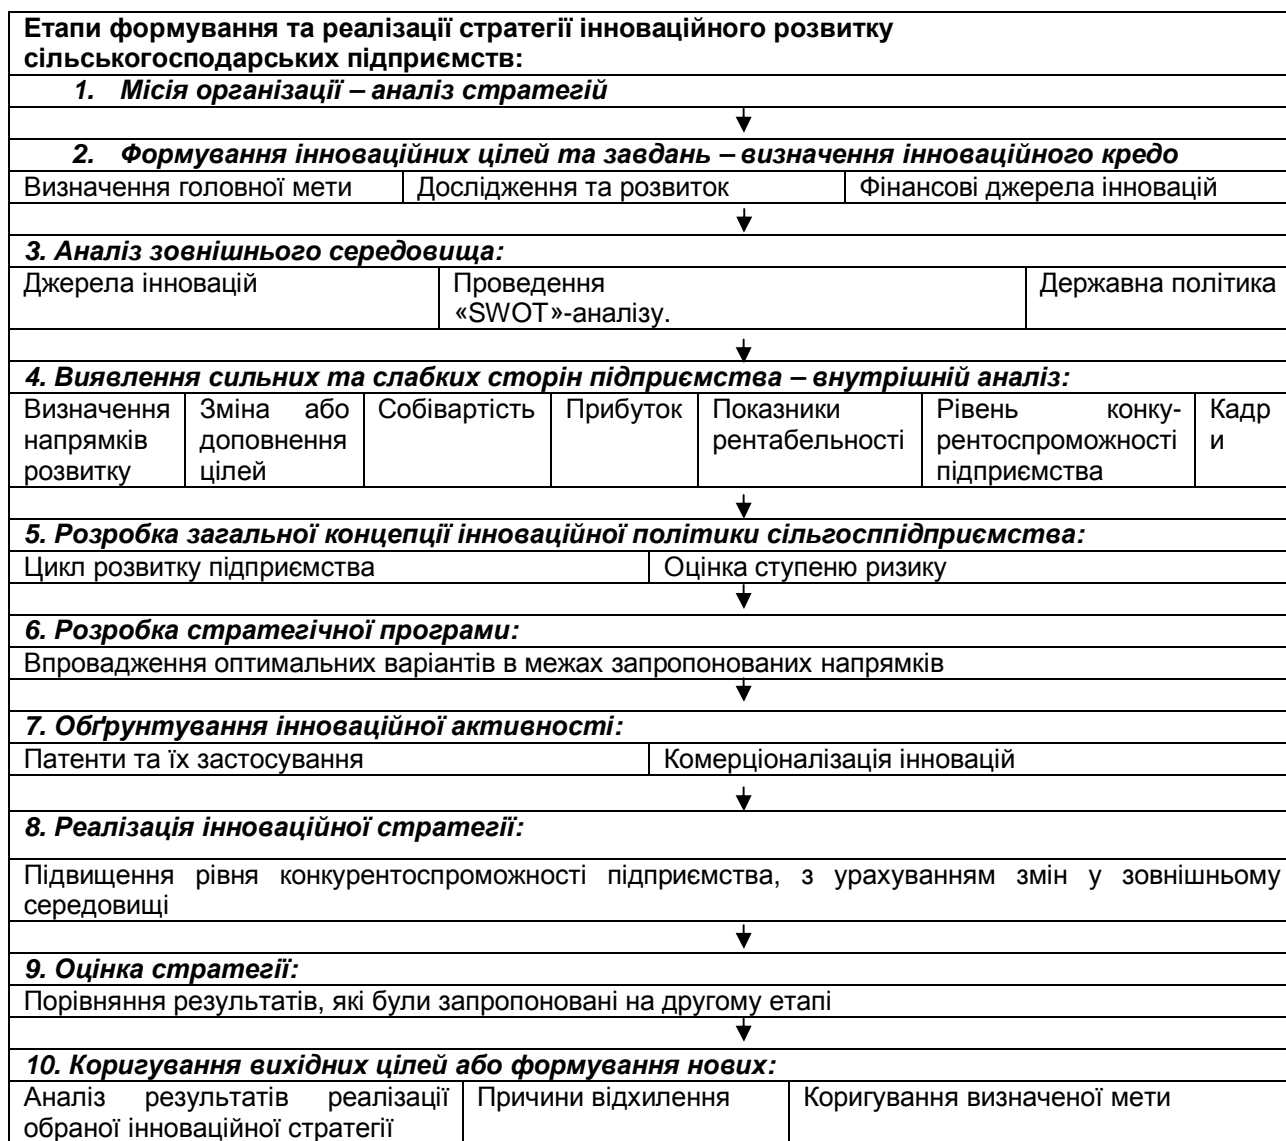 Етапи формування та реалізації стратегії інноваційного розвитку
сільськогосподарських підприємств:
1. Місія організації – аналіз стратегій
2. Формування інноваційних цілей та завдань – визначення інноваційного кредо
Визначення головної мети Дослідження та розвиток Фінансові джерела інновацій
3. Аналіз зовнішнього середовища:
Джерела інновацій
Проведення
«SWOT»-аналізу.
Державна політика
4. Виявлення сильних та слабких сторін підприємства – внутрішній аналіз:
Визначення
напрямків
розвитку
Зміна або
доповнення
цілей
Собівартість
Прибуток
Показники
рентабельності
Рівень конку-
рентоспроможності
підприємства
Кадр
и
5. Розробка загальної концепції інноваційної політики сільгосппідприємства:
Цикл розвитку підприємства Оцінка ступеню ризику
6. Розробка стратегічної програми:
Впровадження оптимальних варіантів в межах запропонованих напрямків
7. Обґрунтування інноваційної активності:
Патенти та їх застосування Комерціоналізація інновацій
8. Реалізація інноваційної стратегії:
Підвищення рівня конкурентоспроможності підприємства, з урахуванням змін у зовнішньому
середовищі
9. Оцінка стратегії:
Порівняння результатів, які були запропоновані на другому етапі
10. Коригування вихідних цілей або формування нових:
Аналіз результатів реалізації
обраної інноваційної стратегії
Причини відхилення
Коригування визначеної мети